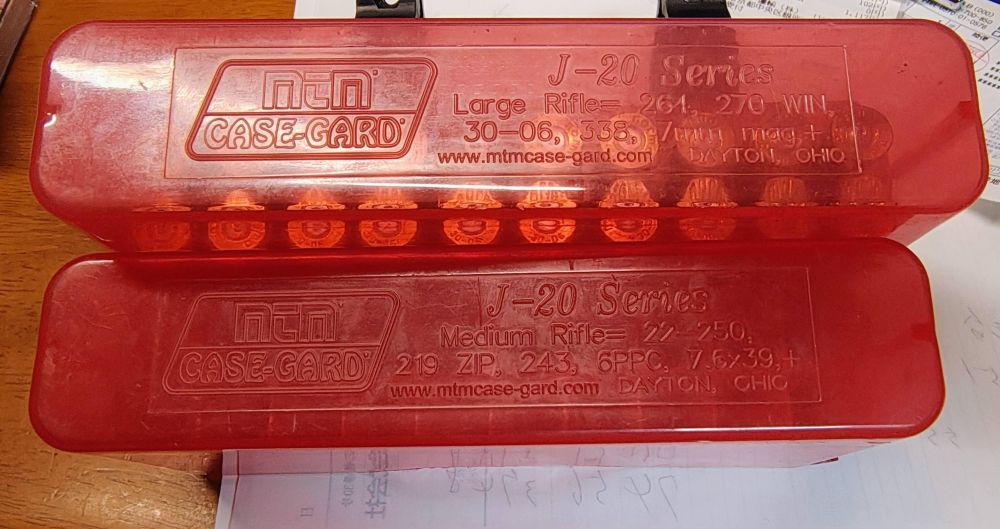 MTM
CASE-GARD
J-20 Series
Large Rifle= 264, 270 WIN,
30-06, 338, 7mm mag,+
www.mtmcase-gard.com DAYTON, OHIO
MTM
CASE-GARD
J-20 Series
Medium Rifle= 22-250,
219 ZIP, 243, 6PPC, 7.6x39,+
www.mtmcase-gard.com DAYTON, OHIO